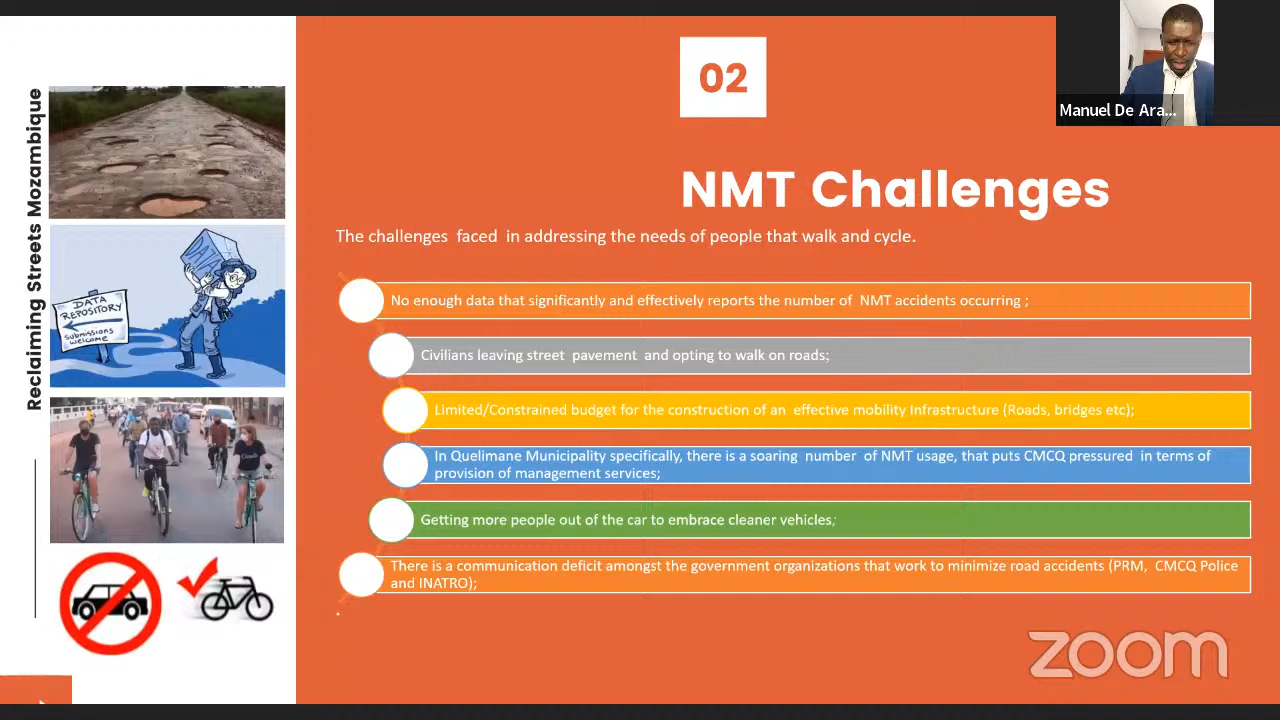 Reclaiming Streets Mozambique
DATA
REPOSITORY
submissions
welcome
02
Manuel De Ara...
NMT Challenges
The challenges faced in addressing the needs of people that walk and cycle.
No enough data that significantly and effectively reports the number of NMT accidents occurring ;
Civilians leaving street pavement and opting to walk on roads;
Limited/Constrained budget for the construction of an effective mobility Infrastructure (Roads, bridges etc);
In Quelimane Municipality specifically, there is a soaring number of NMT usage, that puts CMCQ pressured in terms of
provision of management services;
Getting more people out of the car to embrace cleaner vehicles;
There is a communication deficit amongst the government organizations that work to minimize road accidents (PRM, CMCQ Police
and INATRO);
.
zoom